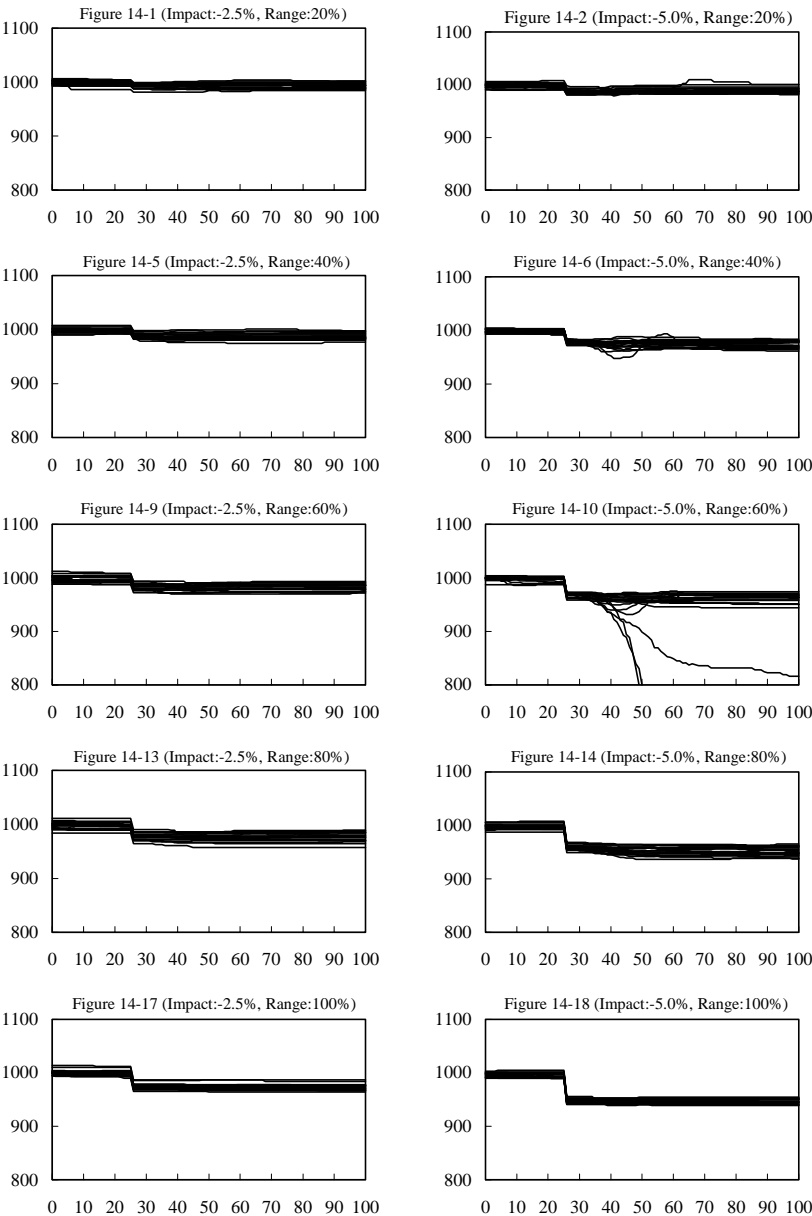 Figure 14-1 (Impact:-2.5%, Range:20%)
1100
1000
900
800
0 10 20 30 40 50 60 70 80 90 100
Figure 14-2 (Impact:-5.0%, Range:20%)
1100
1000
900
800
0 10 20 30 40 50 60 70 80 90 100
Figure 14-5 (Impact:-2.5%, Range:40%)
1100
1000
900
800
0 10 20 30 40 50 60 70 80 90 100
Figure 14-6 (Impact:-5.0%, Range:40%)
1100
1000
900
800
0 10 20 30 40 50 60 70 80 90 100
Figure 14-9 (Impact:-2.5%, Range:60%)
1100
1000
900
800
0 10 20 30 40 50 60 70 80 90 100
Figure 14-10 (Impact:-5.0%, Range:60%)
1100
1000
900
800
0 10 20 30 40 50 60 70 80 90 100
Figure 14-13 (Impact:-2.5%, Range:80%)
1100
1000
900
800
0 10 20 30 40 50 60 70 80 90 100
Figure 14-14 (Impact:-5.0%, Range:80%)
1100
1000
900
800
0 10 20 30 40 50 60 70 80 90 100
Figure 14-17 (Impact:-2.5%, Range:100%)
1100
1000
900
800
0 10 20 30 40 50 60 70 80 90 100
Figure 14-18 (Impact:-5.0%, Range:100%)
1100
1000
900
800
0 10 20 30 40 50 60 70 80 90 100